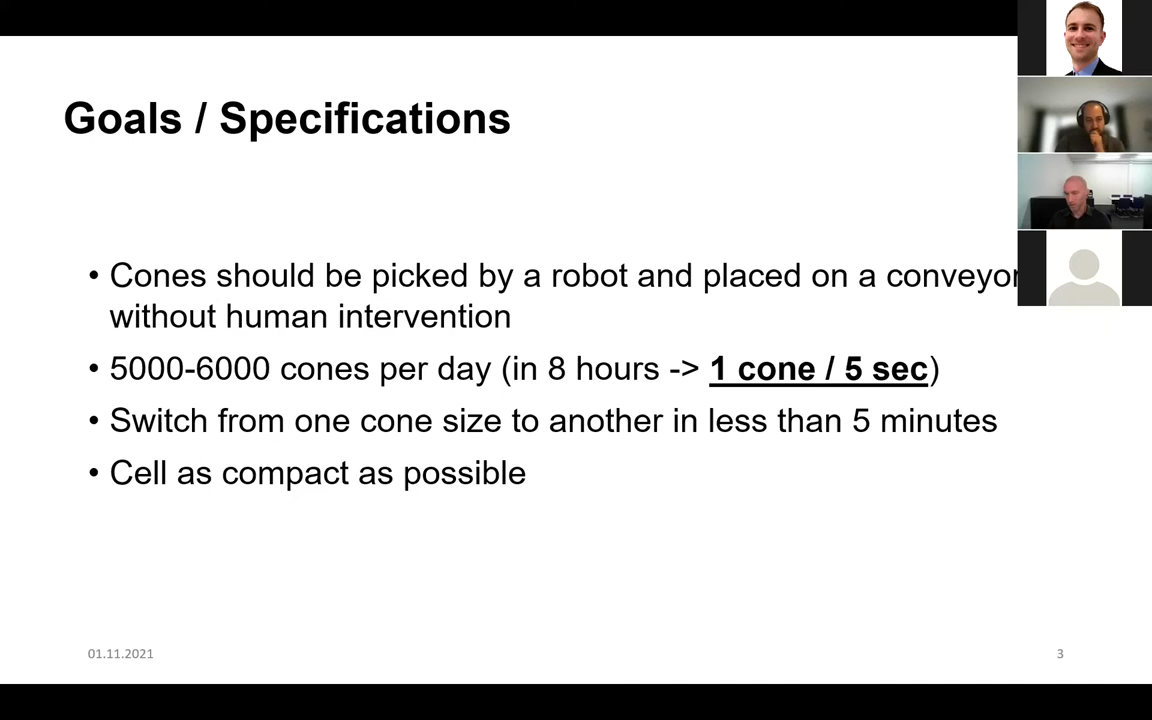 Goals / Specifications
• Cones should be picked by a robot and placed on a conveyor
without human intervention
• 5000-6000 cones per day (in 8 hours -> 1 cone / 5 sec)
• Switch from one cone size to another in less than 5 minutes
• Cell as compact as possible
01.11.2021
3